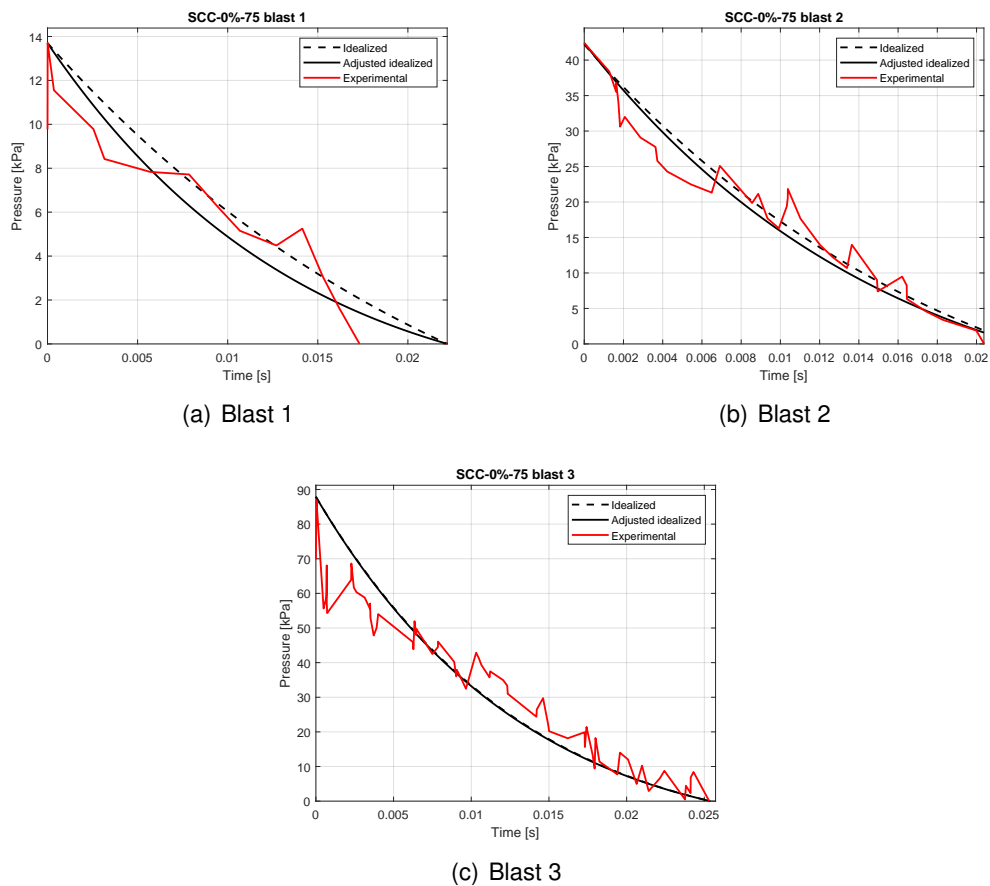 SCC-0%-75 blast 1
14
12
10
8
6
4
2
0
Pressure [kPa]
Idealized
Adjusted idealized
Experimental
0 0.005 0.01 0.015 0.02
Time [s]
(a) Blast 1
SCC-0%-75 blast 2
40
35
30
25
20
15
10
5
0
Pressure [kPa]
Idealized
Adjusted idealized
Experimental
0 0.002 0.004 0.006 0.008 0.01 0.012 0.014 0.016 0.018 0.02
Time [s]
(b) Blast 2
SCC-0%-75 blast 3
90
80
70
60
50
40
30
20
10
0
Pressure [kPa]
Idealized
Adjusted idealized
Experimental
0 0.005 0.01 0.015 0.02 0.025
Time [s]
(c) Blast 3